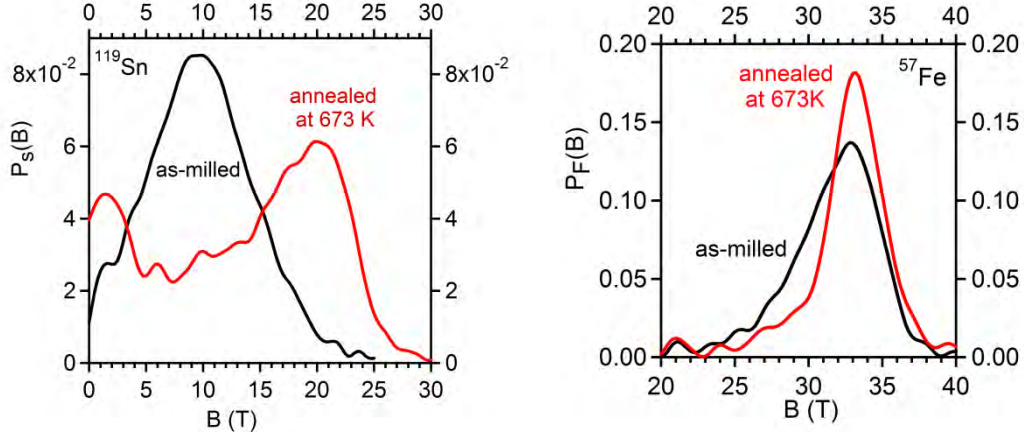 0 5 10 15 20 25 30
¹¹⁹Sn
8x10⁻² 8x10⁻²
annealed
at 673 K
6 6
as-milled
4 4
2 2
0 0
0 5 10 15 20 25 30
B (T)
Pₛ(B)
20 25 30 35 40
0.20 0.20
⁵⁷Fe
annealed
at 673K
0.15 0.15
0.10 0.10
as-milled
0.05 0.05
0.00 0.00
20 25 30 35 40
B (T)
P_F(B)